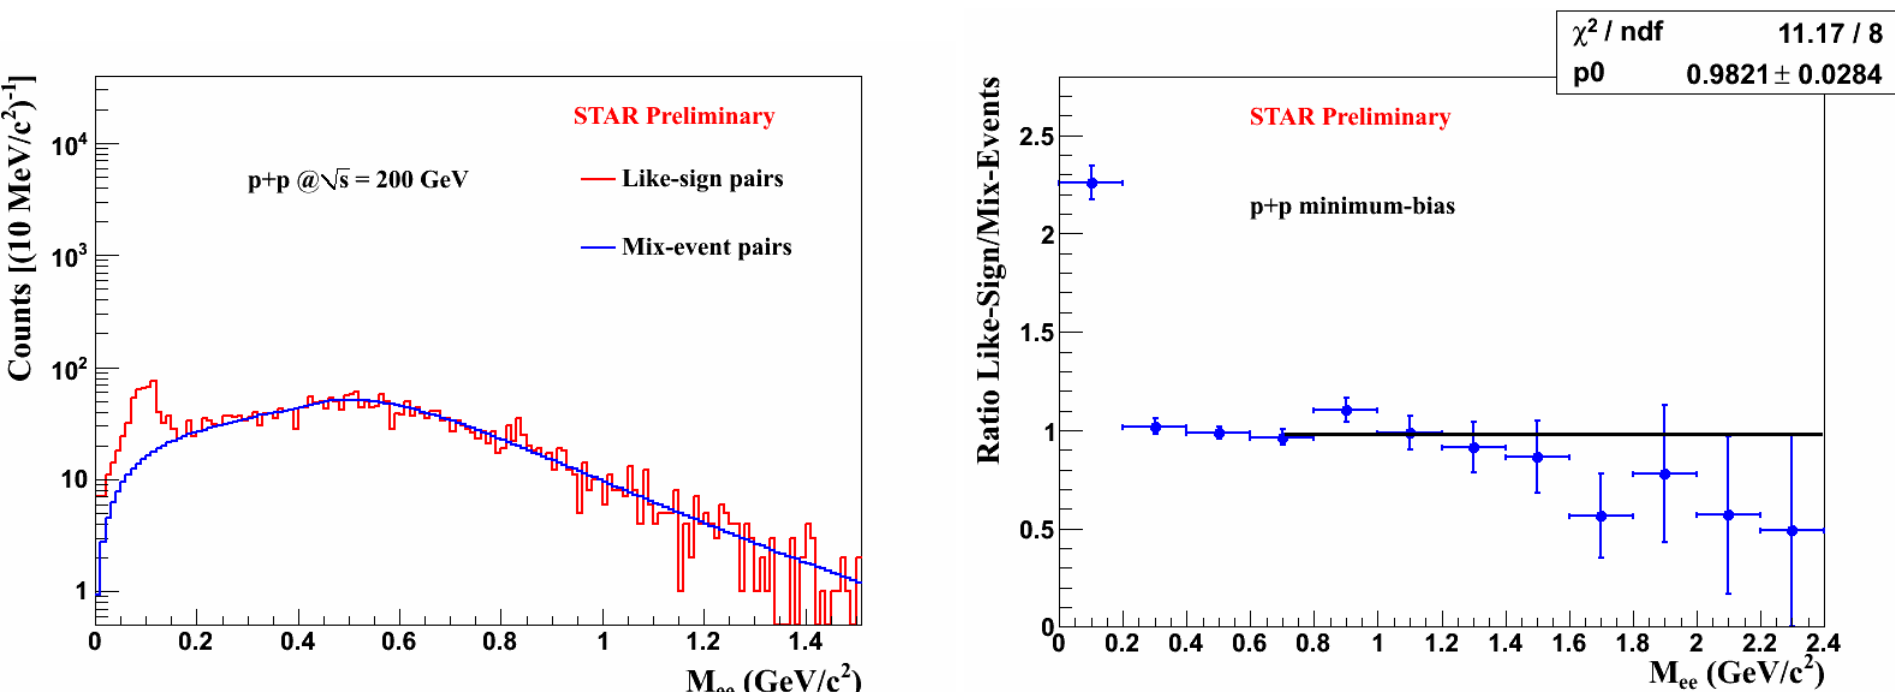 Counts [(10 MeV/c²)⁻¹]
10⁴
10³
10²
10
1
STAR Preliminary
p+p @√s = 200 GeV
Like-sign pairs
Mix-event pairs
0 0.2 0.4 0.6 0.8 1 1.2 1.4
Mee (GeV/c²)
χ² / ndf 11.17 / 8
p0 0.9821 ± 0.0284
Ratio Like-Sign/Mix-Events
2.5
2
1.5
1
0.5
0
STAR Preliminary
p+p minimum-bias
0 0.2 0.4 0.6 0.8 1 1.2 1.4 1.6 1.8 2 2.2 2.4
Mee (GeV/c²)